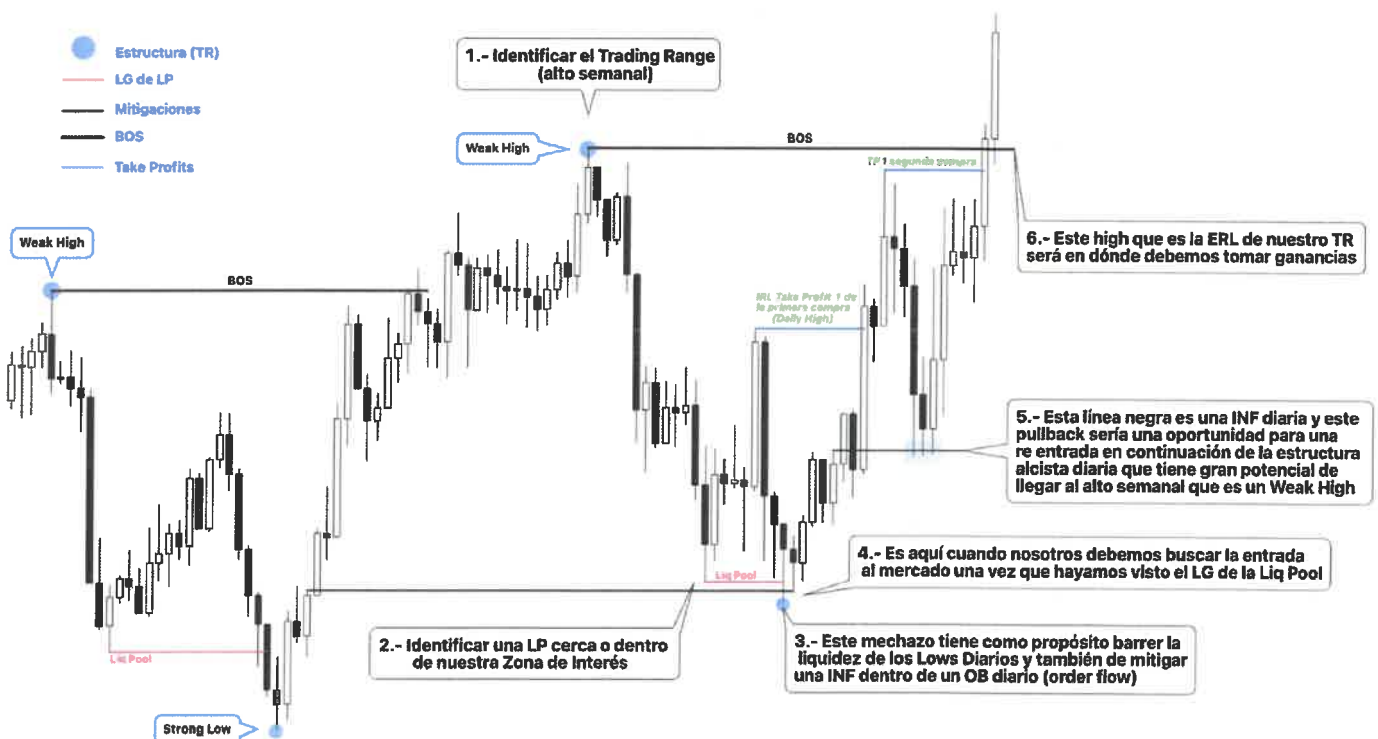 Estructura (TR)
LG de LP
Mitigaciones
BOS
Take Profits
1.- Identificar el Trading Range
(alto semanal)
Weak High
BOS
TP 1 segunda compra
Weak High
BOS
6.- Este high que es la ERL de nuestro TR
será en dónde debemos tomar ganancias
IRL Take Profit 1 de
la primera compra
(Daily High)
5.- Esta línea negra es una INF diaria y este
pullback sería una oportunidad para una
re entrada en continuación de la estructura
alcista diaria que tiene gran potencial de
llegar al alto semanal que es un Weak High
4.- Es aquí cuando nosotros debemos buscar la entrada
al mercado una vez que hayamos visto el LG de la Liq Pool
Liq Pool
2.- Identificar una LP cerca o dentro
de nuestra Zona de Interés
3.- Este mechazo tiene como propósito barrer la
liquidez de los Lows Diarios y también de mitigar
una INF dentro de un OB diario (order flow)
Liq Pool
Strong Low